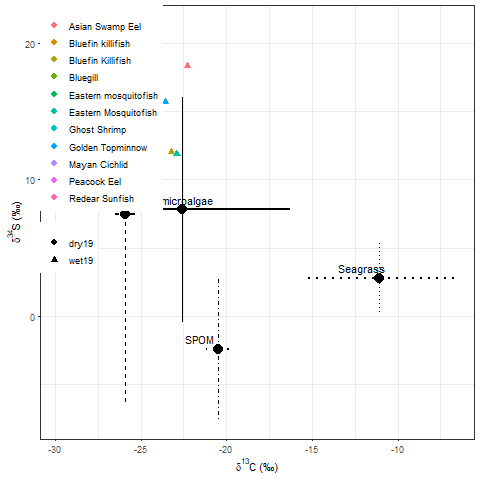 Asian Swamp Eel
Bluefin killifish
Bluefin Killifish
Bluegill
Eastern mosquitofish
Eastern Mosquitofish
Ghost Shrimp
Golden Topminnow
Mayan Cichlid
Peacock Eel
Redear Sunfish
dry19
wet19
microalgae
Seagrass
SPOM
20
10
0
δ³⁴S (‰)
-30
-25
-20
-15
-10
δ¹³C (‰)